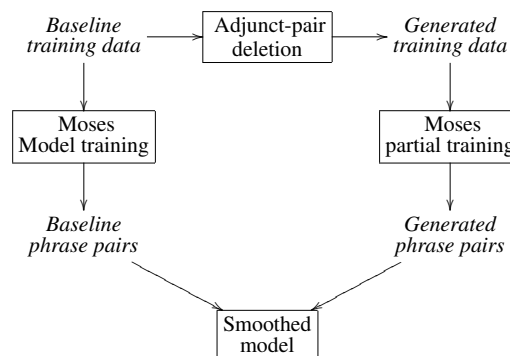 Baseline
training data
Adjunct-pair
deletion
Generated
training data
Moses
Model training
Moses
partial training
Baseline
phrase pairs
Generated
phrase pairs
Smoothed
model